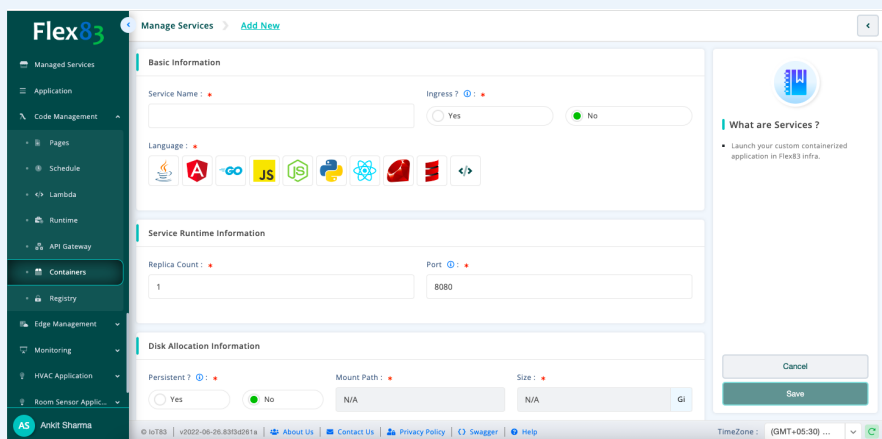 Flex83
Manage Services
Add New
Managed Services
Application
Code Management
Pages
Schedule
Lambda
Runtime
API Gateway
Containers
Registry
Edge Management
Monitoring
HVAC Application
Room Sensor Applic...
AS Ankit Sharma
Basic Information
Service Name : *
Ingress ? : *
Yes
No
Language : *
GO
JS
JS
Service Runtime Information
Replica Count : *
Port : *
1
8080
Disk Allocation Information
Persistent ? : *
Mount Path : *
Size : *
Yes
No
N/A
N/A
Gi
What are Services ?
Launch your custom containerized
application in Flex83 infra.
Cancel
Save
© IoT83 | v2022-06-26.83f3d261a | About Us | Contact Us | Privacy Policy | {} Swagger | Help
TimeZone : (GMT+05:30) ...